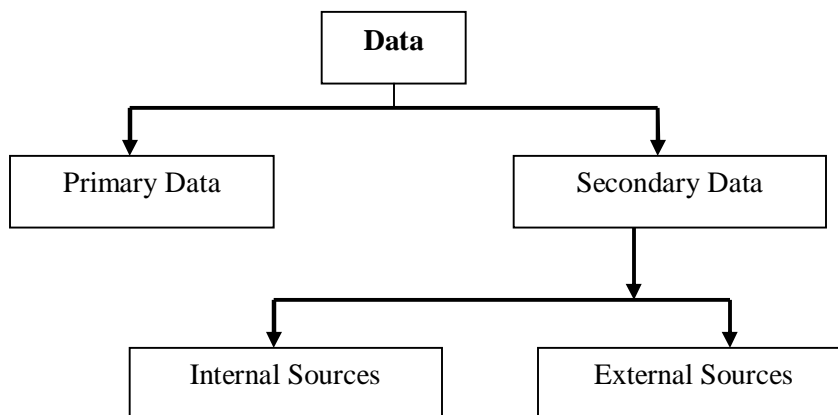 Data
Primary Data
Secondary Data
Internal Sources
External Sources